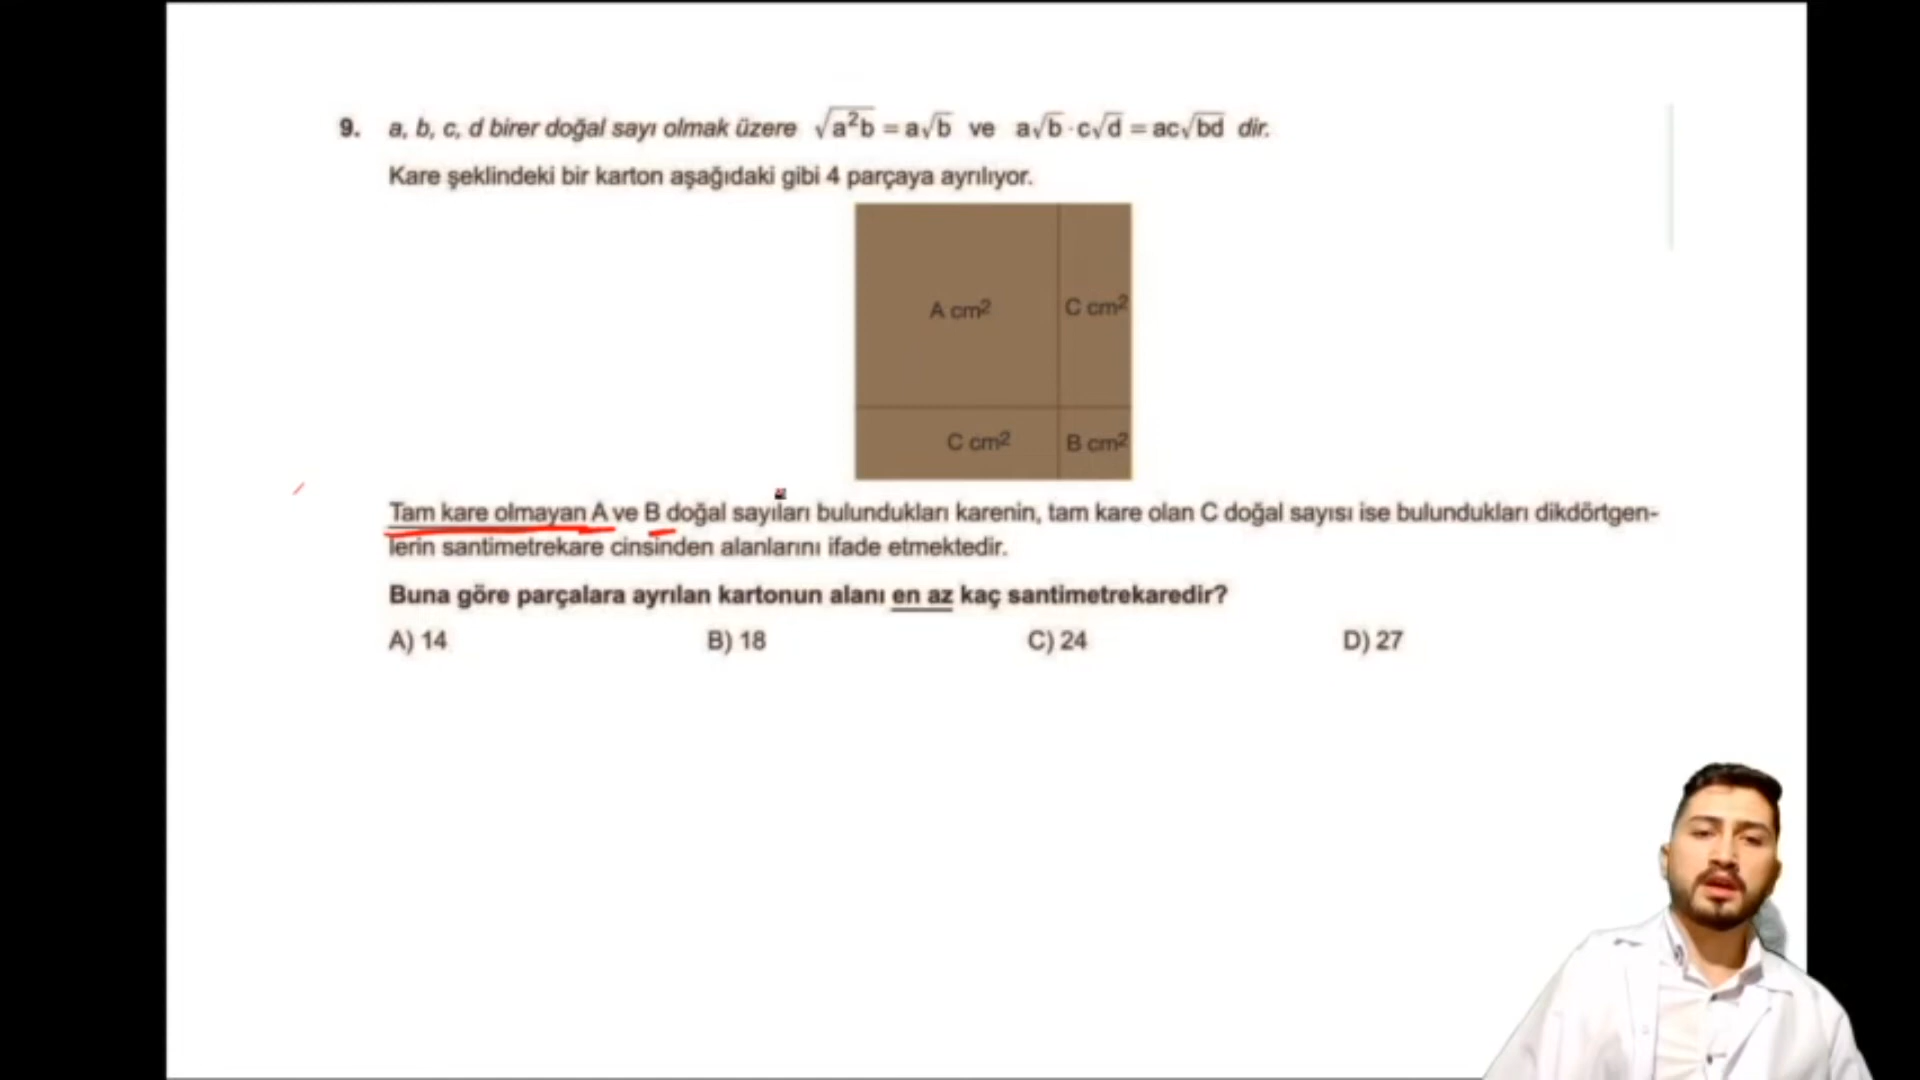 9. a, b, c, d birer doğal sayı olmak üzere √a²b = a√b ve a√b · c√d = ac√bd dir.
Kare şeklindeki bir karton aşağıdaki gibi 4 parçaya ayrılıyor.
A cm² C cm²
C cm² B cm²
Tam kare olmayan A ve B doğal sayıları bulundukları karenin, tam kare olan C doğal sayısı ise bulundukları dikdörtgen-
lerin santimetrekare cinsinden alanlarını ifade etmektedir.
Buna göre parçalara ayrılan kartonun alanı en az kaç santimetrekaredir?
A) 14 B) 18 C) 24 D) 27